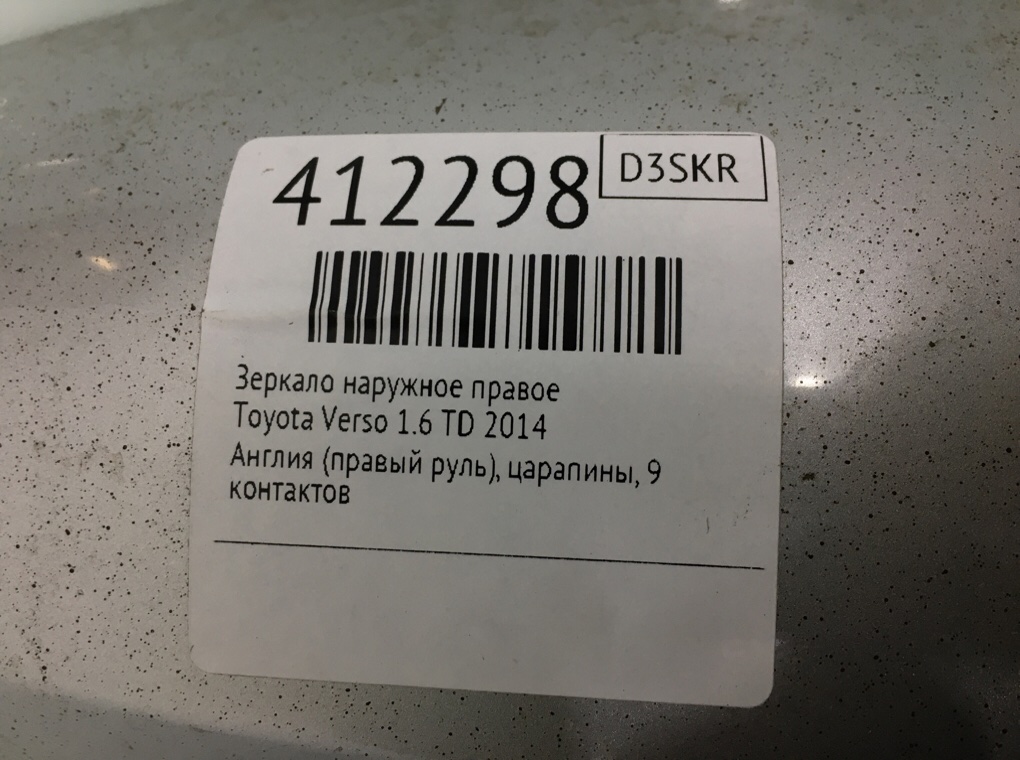 412298
D3SKR
Зеркало наружное правое
Toyota Verso 1.6 TD 2014
Англия (правый руль), царапины, 9
контактов